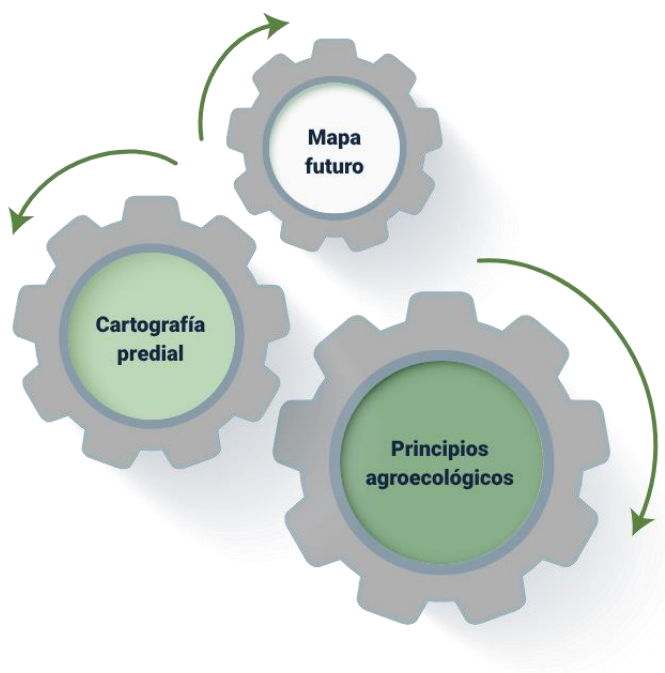 Mapa
futuro
Cartografía
predial
Principios
agroecológicos